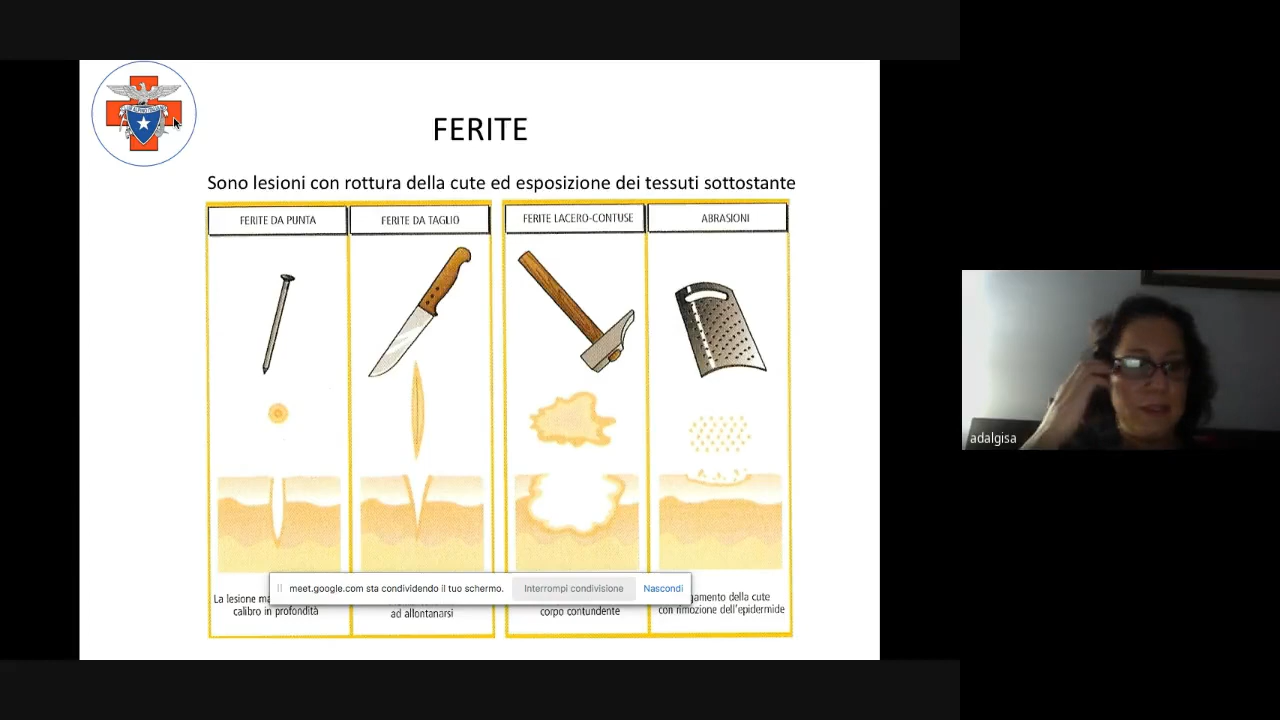 FERITE
Sono lesioni con rottura della cute ed esposizione dei tessuti sottostante
FERITE DA PUNTA
FERITE DA TAGLIO
FERITE LACERO-CONTUSE
ABRASIONI
meet.google.com sta condividendo il tuo schermo.
Interrompi condivisione
Nascondi
La lesione
calibro in profondità
ad allontanarsi
corpo contundente
della cute
con rimozione dell'epidermide
adalgisa